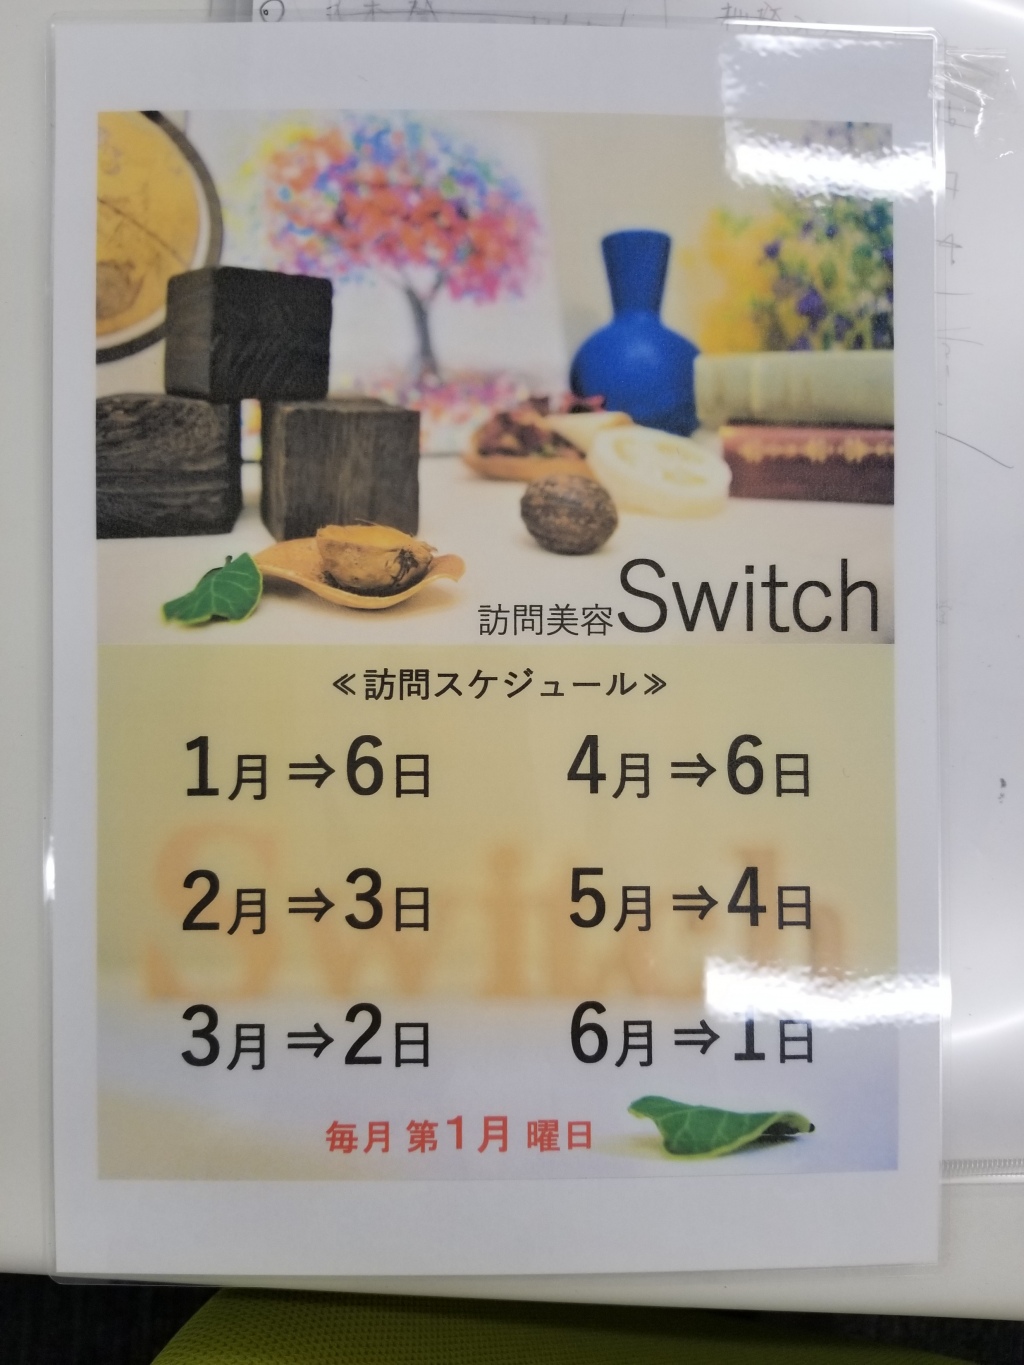 訪問美容Switch
≪訪問スケジュール≫
1月⇒6日
4月⇒6日
2月⇒3日
5月⇒4日
3月⇒2日
6月⇒1日
毎月 第1月 曜日
Switch